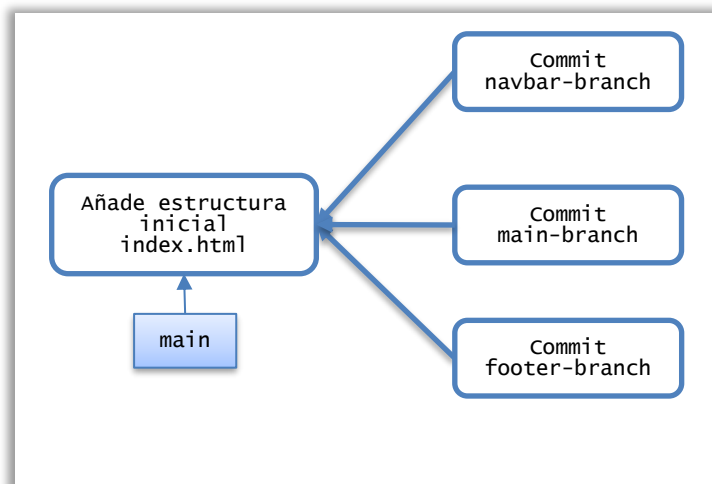 Commit
navbar-branch
Añade estructura
inicial
index.html
Commit
main-branch
main
Commit
footer-branch